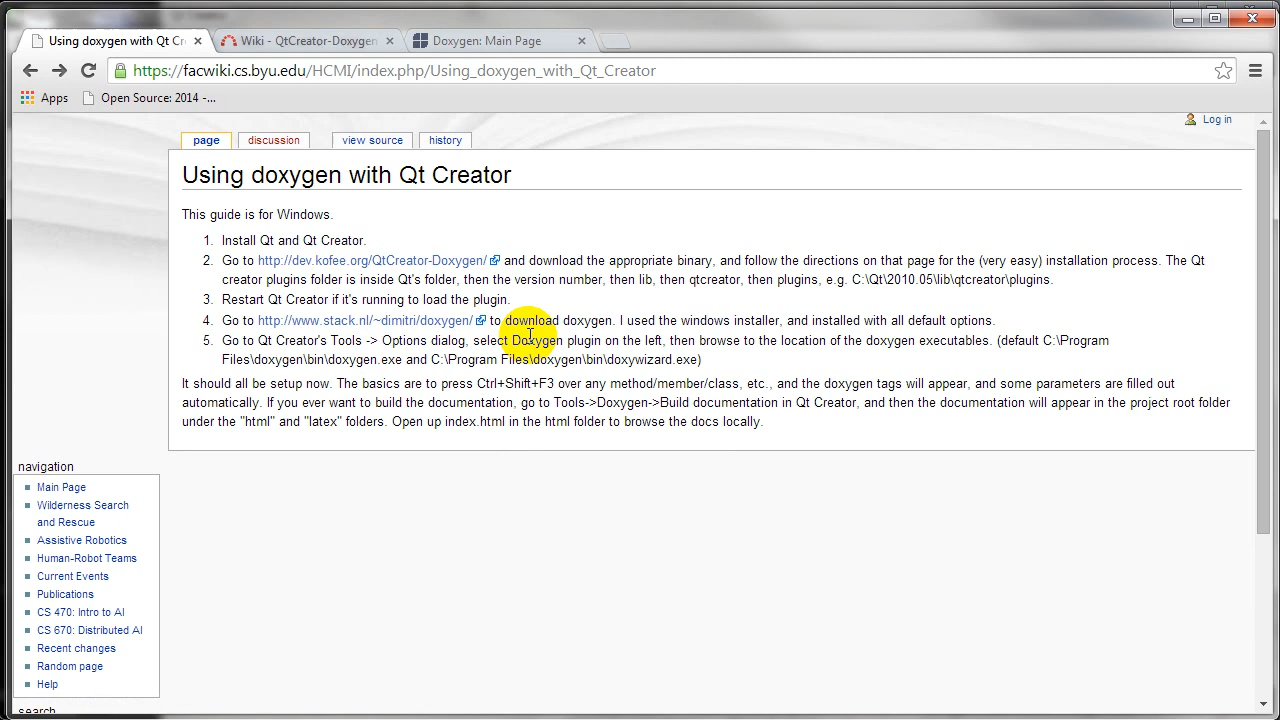 Using doxygen with Qt Cr
Wiki - QtCreator-Doxygen
Doxygen: Main Page
https://facwiki.cs.byu.edu/HCMI/index.php/Using_doxygen_with_Qt_Creator
Apps
Open Source: 2014 -...
Log in
page
discussion
view source
history
Using doxygen with Qt Creator
This guide is for Windows.
1. Install Qt and Qt Creator.
2. Go to http://dev.kofee.org/QtCreator-Doxygen/ and download the appropriate binary, and follow the directions on that page for the (very easy) installation process. The Qt
creator plugins folder is inside Qt's folder, then the version number, then lib, then qtcreator, then plugins, e.g. C:\Qt\2010.05\lib\qtcreator\plugins.
3. Restart Qt Creator if it's running to load the plugin.
4. Go to http://www.stack.nl/~dimitri/doxygen/ to download doxygen. I used the windows installer, and installed with all default options.
5. Go to Qt Creator's Tools -> Options dialog, select Doxygen plugin on the left, then browse to the location of the doxygen executables. (default C:\Program
Files\doxygen\bin\doxygen.exe and C:\Program Files\doxygen\bin\doxywizard.exe)
It should all be setup now. The basics are to press Ctrl+Shift+F3 over any method/member/class, etc., and the doxygen tags will appear, and some parameters are filled out
automatically. If you ever want to build the documentation, go to Tools->Doxygen->Build documentation in Qt Creator, and then the documentation will appear in the project root folder
under the "html" and "latex" folders. Open up index.html in the html folder to browse the docs locally.
navigation
Main Page
Wilderness Search
and Rescue
Assistive Robotics
Human-Robot Teams
Current Events
Publications
CS 470: Intro to AI
CS 670: Distributed AI
Recent changes
Random page
Help
search